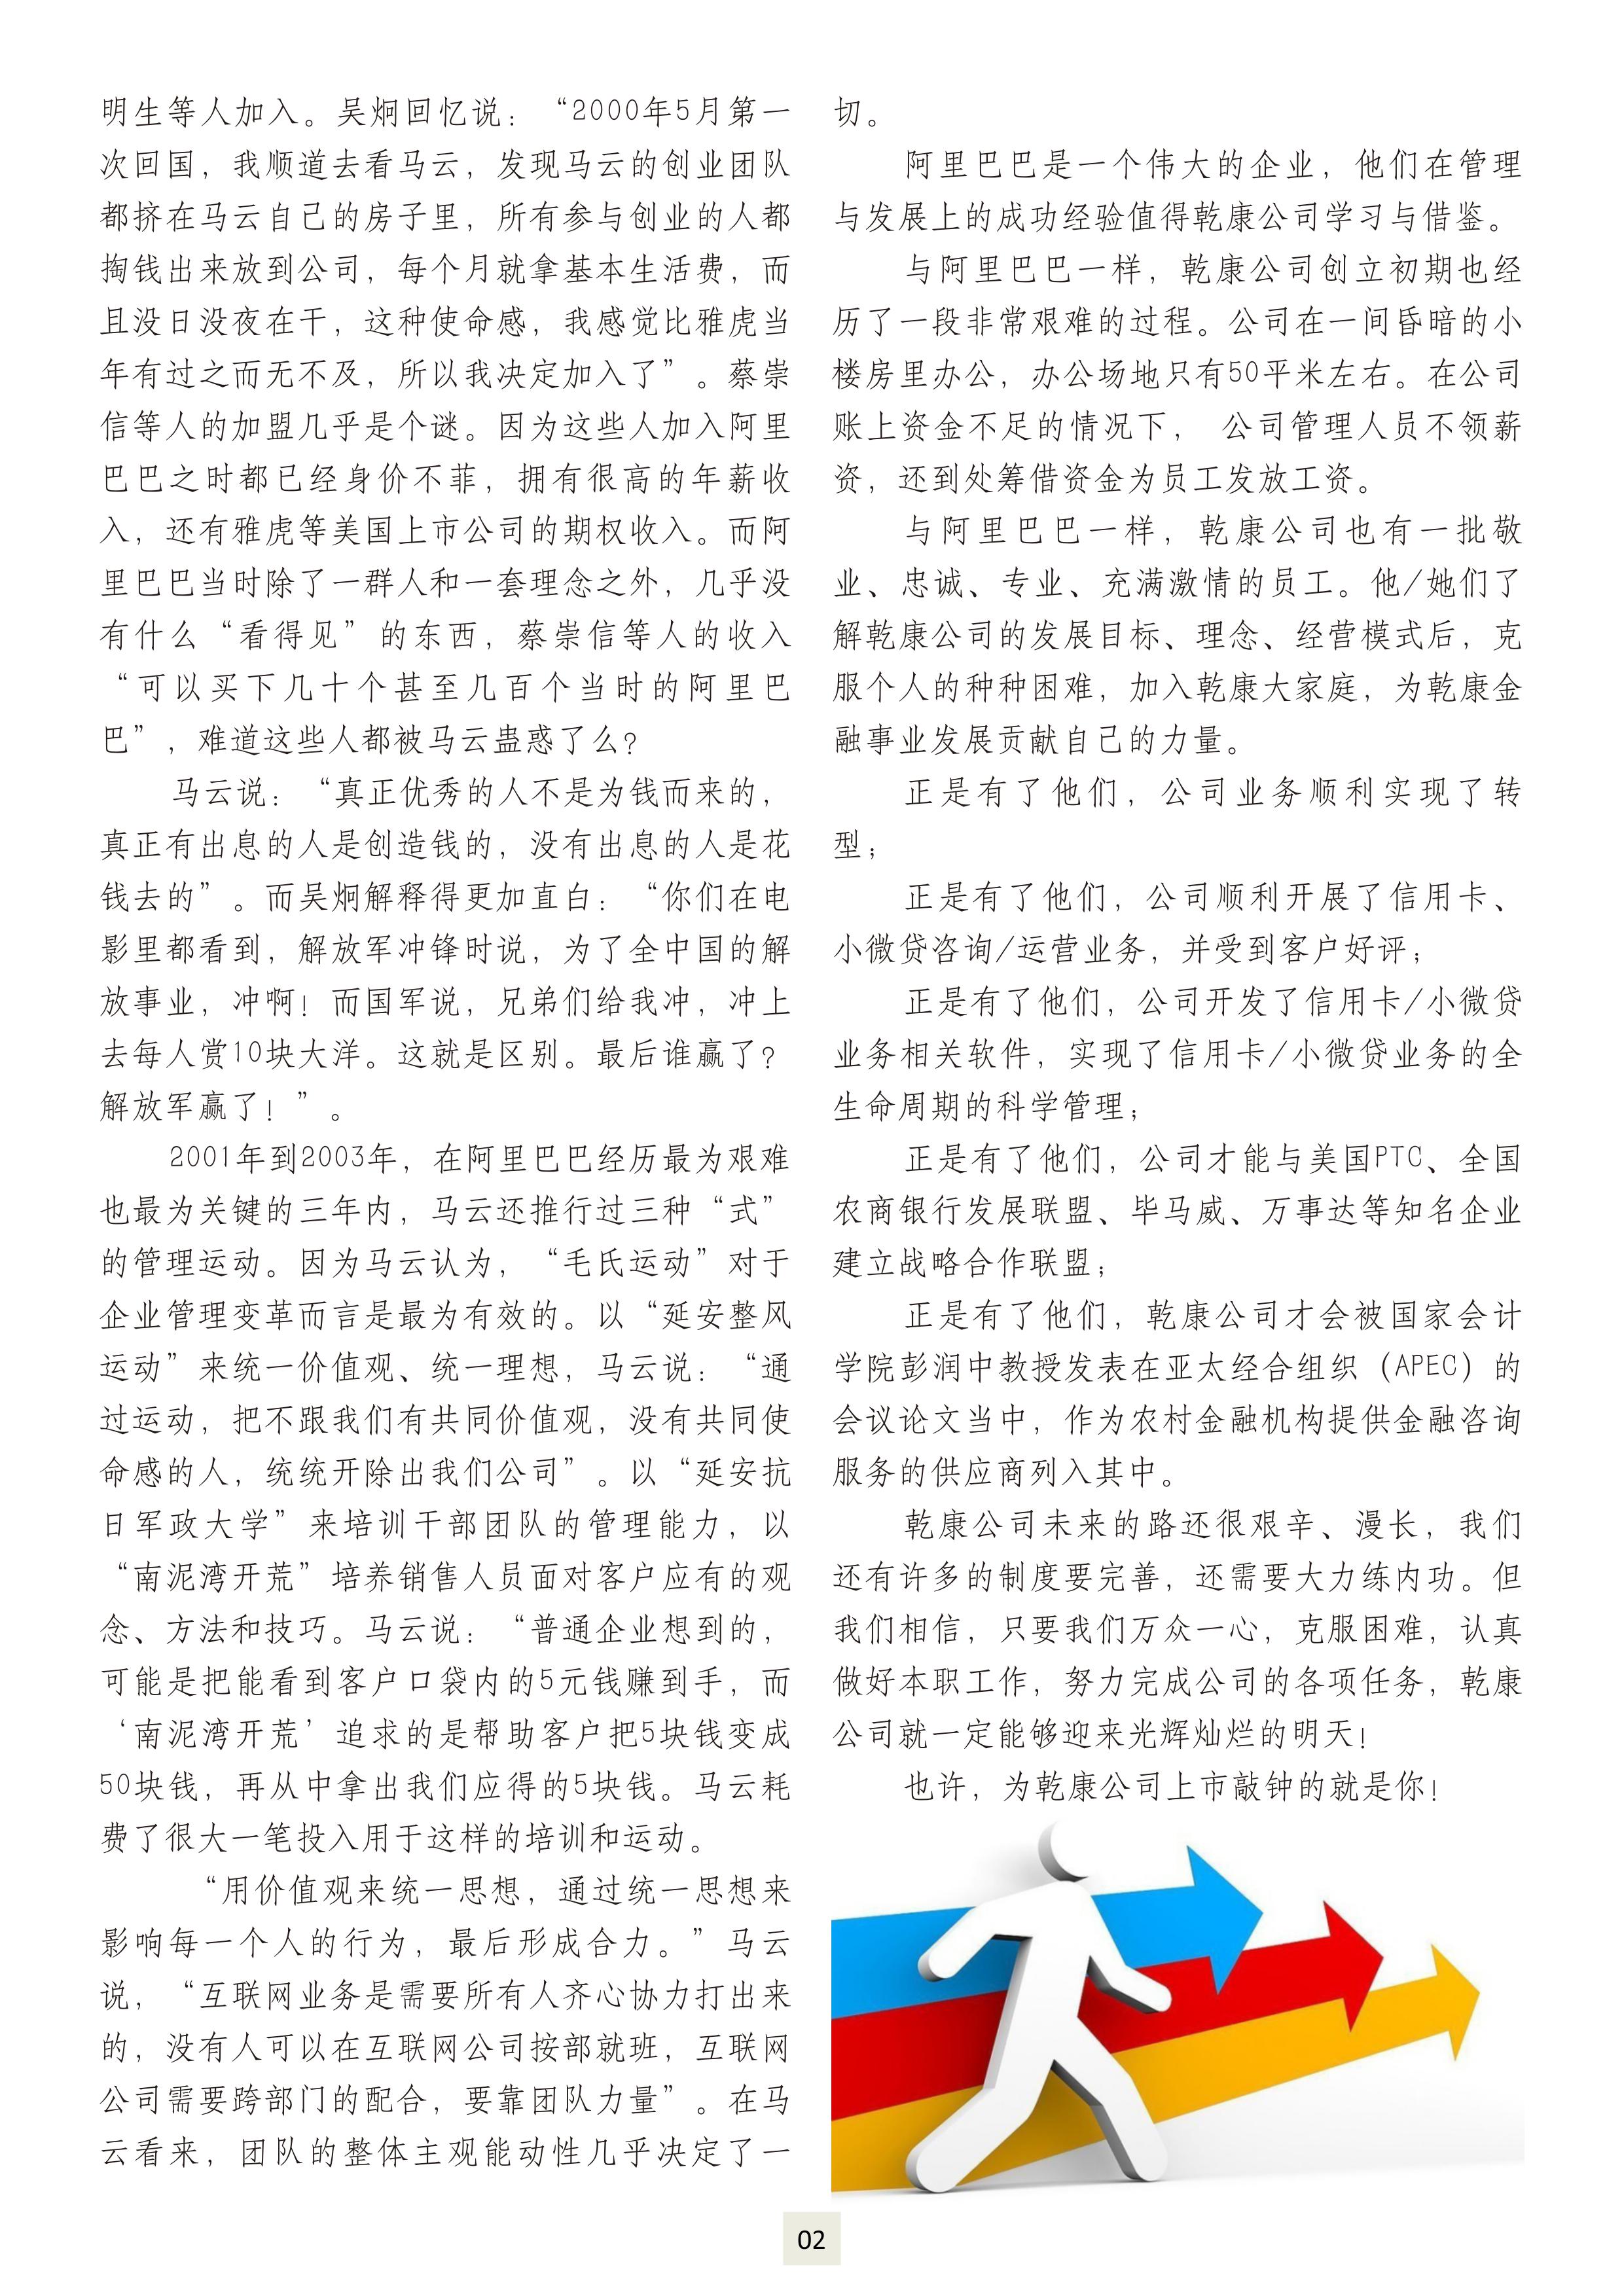 明生等人加入。吴炯回忆说：“2000年5月第一
次回国，我顺道去看马云，发现马云的创业团队
都挤在马云自己的房子里，所有参与创业的人都
掏钱出来放到公司，每个月就拿基本生活费，而
且没日没夜在干，这种使命感，我感觉比雅虎当
年有过之而无不及，所以我决定加入了”。蔡崇
信等人的加盟几乎是个谜。因为这些人加入阿里
巴巴之时都已经身价不菲，拥有很高的年薪收
入，还有雅虎等美国上市公司的期权收入。而阿
里巴巴当时除了一群人和一套理念之外，几乎没
有什么“看得见”的东西，蔡崇信等人的收入
“可以买下几十个甚至几百个当时的阿里巴
巴”，难道这些人都被马云蛊惑了么？
马云说：“真正优秀的人不是为钱而来的，
真正有出息的人是创造钱的，没有出息的人是花
钱去的”。而吴炯解释得更加直白：“你们在电
影里都看到，解放军冲锋时说，为了全中国的解
放事业，冲啊！而国军说，兄弟们给我冲，冲上
去每人赏10块大洋。这就是区别。最后谁赢了？
解放军赢了！”。
2001年到2003年，在阿里巴巴经历最为艰难
也最为关键的三年内，马云还推行过三种“式”
的管理运动。因为马云认为，“毛氏运动”对于
企业管理变革而言是最为有效的。以“延安整风
运动”来统一价值观、统一理想，马云说：“通
过运动，把不跟我们有共同价值观，没有共同使
命感的人，统统开除出我们公司”。以“延安抗
日军政大学”来培训干部团队的管理能力，以
“南泥湾开荒”培养销售人员面对客户应有的观
念、方法和技巧。马云说：“普通企业想到的，
可能是把能看到客户口袋内的5元钱赚到手，而
‘南泥湾开荒’追求的是帮助客户把5块钱变成
50块钱，再从中拿出我们应得的5块钱。马云耗
费了很大一笔投入用于这样的培训和运动。
“用价值观来统一思想，通过统一思想来
影响每一个人的行为，最后形成合力。”马云
说，“互联网业务是需要所有人齐心协力打出来
的，没有人可以在互联网公司按部就班，互联网
公司需要跨部门的配合，要靠团队力量”。在马
云看来，团队的整体主观能动性几乎决定了一
切。
阿里巴巴是一个伟大的企业，他们在管理
与发展上的成功经验值得乾康公司学习与借鉴。
与阿里巴巴一样，乾康公司创立初期也经
历了一段非常艰难的过程。公司在一间昏暗的小
楼房里办公，办公场地只有50平米左右。在公司
账上资金不足的情况下， 公司管理人员不领薪
资，还到处筹借资金为员工发放工资。
与阿里巴巴一样，乾康公司也有一批敬
业、忠诚、专业、充满激情的员工。他/她们了
解乾康公司的发展目标、理念、经营模式后，克
服个人的种种困难，加入乾康大家庭，为乾康金
融事业发展贡献自己的力量。
正是有了他们，公司业务顺利实现了转
型；
正是有了他们，公司顺利开展了信用卡、
小微贷咨询/运营业务，并受到客户好评；
正是有了他们，公司开发了信用卡/小微贷
业务相关软件，实现了信用卡/小微贷业务的全
生命周期的科学管理；
正是有了他们，公司才能与美国PTC、全国
农商银行发展联盟、毕马威、万事达等知名企业
建立战略合作联盟；
正是有了他们，乾康公司才会被国家会计
学院彭润中教授发表在亚太经合组织（APEC）的
会议论文当中，作为农村金融机构提供金融咨询
服务的供应商列入其中。
乾康公司未来的路还很艰辛、漫长，我们
还有许多的制度要完善，还需要大力练内功。但
我们相信，只要我们万众一心，克服困难，认真
做好本职工作，努力完成公司的各项任务，乾康
公司就一定能够迎来光辉灿烂的明天！
也许，为乾康公司上市敲钟的就是你！
02